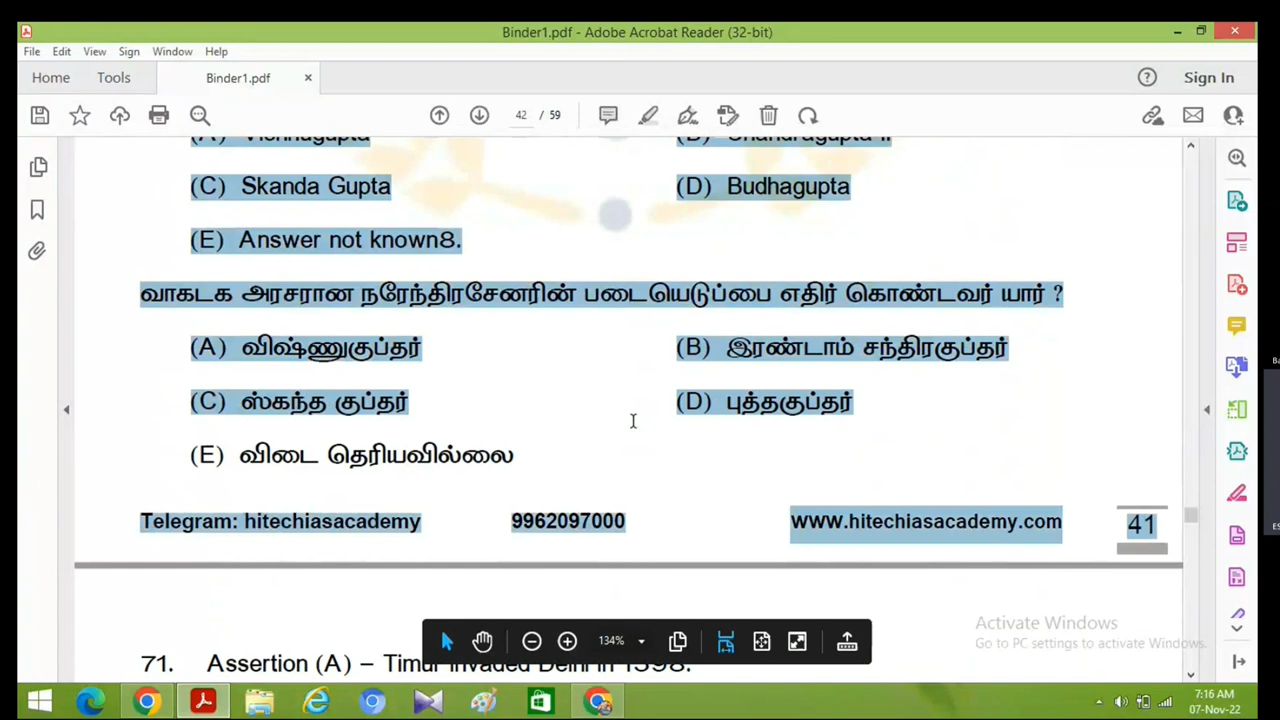 Binder1.pdf - Adobe Acrobat Reader (32-bit)
File Edit View Sign Window Help
Home Tools Binder1.pdf × Sign In
42 / 59
(A) Vishnugupta (B) Chandragupta II
(C) Skanda Gupta (D) Budhagupta
(E) Answer not known8.
வாகடக அரசரான நரேந்திரசேனரின் படையெடுப்பை எதிர் கொண்டவர் யார் ?
(A) விஷ்ணுகுப்தர் (B) இரண்டாம் சந்திரகுப்தர்
(C) ஸ்கந்த குப்தர் (D) புத்தகுப்தர்
(E) விடை தெரியவில்லை
Telegram: hitechiasacademy 9962097000 www.hitechiasacademy.com 41
Activate Windows
Go to PC settings to activate Windows.
134%
71. Assertion (A) – Timur invaded Delhi in 1398.
7:16 AM
07-Nov-22